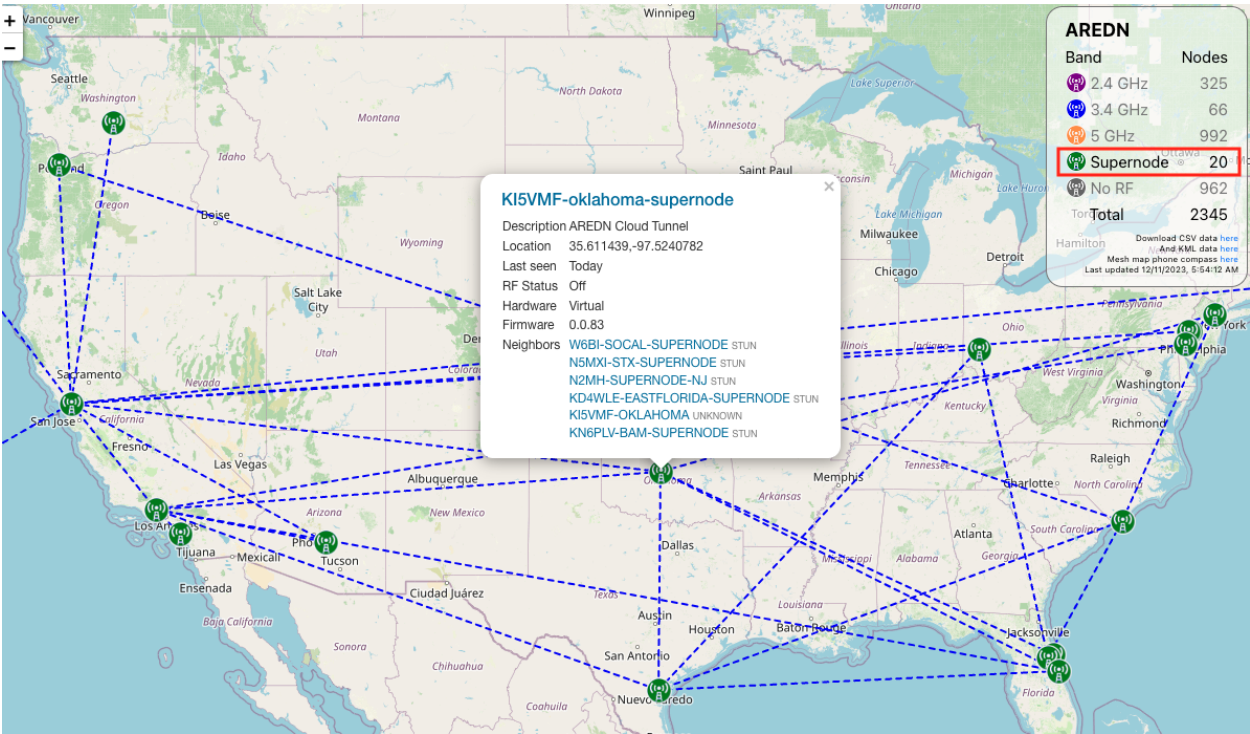 +
−
Vancouver
Winnipeg
Ontario
Seattle
Washington
North Dakota
Montana
Lake Superior
Minnesota
Idaho
Oregon
Boise
Saint Paul
Michigan
Lake Huron
Wyoming
Lake Michigan
Milwaukee
Hamilton
Detroit
Chicago
Salt Lake
City
Pennsylvania
Ohio
Illinois
Indiana
Utah
Sacramento
Nevada
West Virginia
Washington
Virginia
San Jose
California
Kentucky
Richmond
Fresno
Las Vegas
Raleigh
Albuquerque
Memphis
Tennessee
Charlotte
North Carolina
Arkansas
Arizona
New Mexico
South Carolina
Atlanta
Tijuana
Mexicali
Tucson
Dallas
Mississippi
Alabama
Georgia
Ensenada
Ciudad Juárez
Texas
Louisiana
Baja California
Austin
Houston
Baton Rouge
Jacksonville
Sonora
San Antonio
Chihuahua
Florida
Coahuila
KI5VMF-oklahoma-supernode
×
Description AREDN Cloud Tunnel
Location 35.611439,-97.5240782
Last seen Today
RF Status Off
Hardware Virtual
Firmware 0.0.83
Neighbors W6BI-SOCAL-SUPERNODE STUN
N5MXI-STX-SUPERNODE STUN
N2MH-SUPERNODE-NJ STUN
KD4WLE-EASTFLORIDA-SUPERNODE STUN
KI5VMF-OKLAHOMA UNKNOWN
KN6PLV-BAM-SUPERNODE STUN
AREDN
Band Nodes
2.4 GHz 325
3.4 GHz 66
5 GHz 992
Supernode 20
No RF 962
Total 2345
Download CSV data here
And KML data here
Mesh map phone compass here
Last updated 12/11/2023, 5:54:12 AM